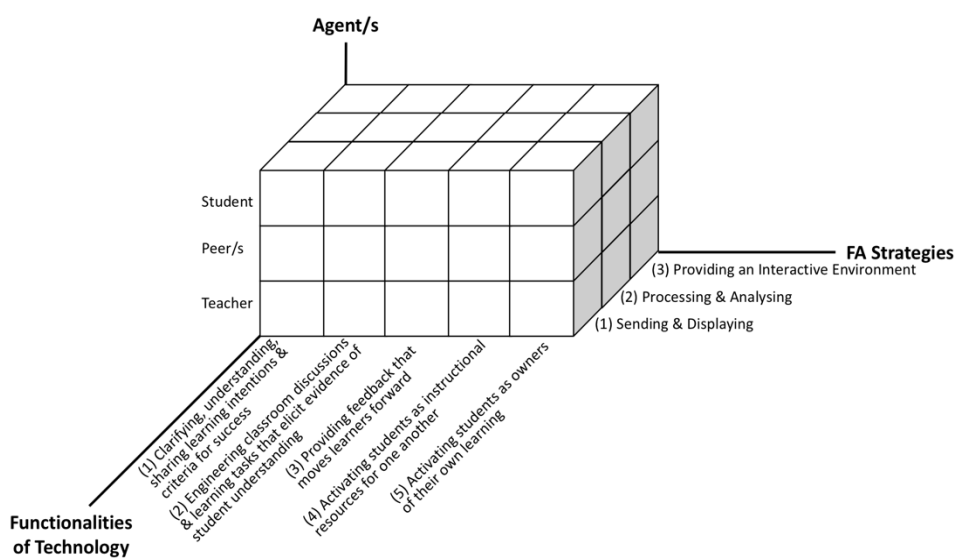 Agent/s
Student
Peer/s
Teacher
FA Strategies
(3) Providing an Interactive Environment
(2) Processing & Analysing
(1) Sending & Displaying
(1) Clarifying, understanding,
sharing learning intentions &
criteria for success
(2) Engineering classroom discussions
& learning tasks that elicit evidence of
student understanding
(3) Providing feedback that
moves learners forward
(4) Activating students as instructional
resources for one another
(5) Activating students as owners
of their own learning
Functionalities
of Technology